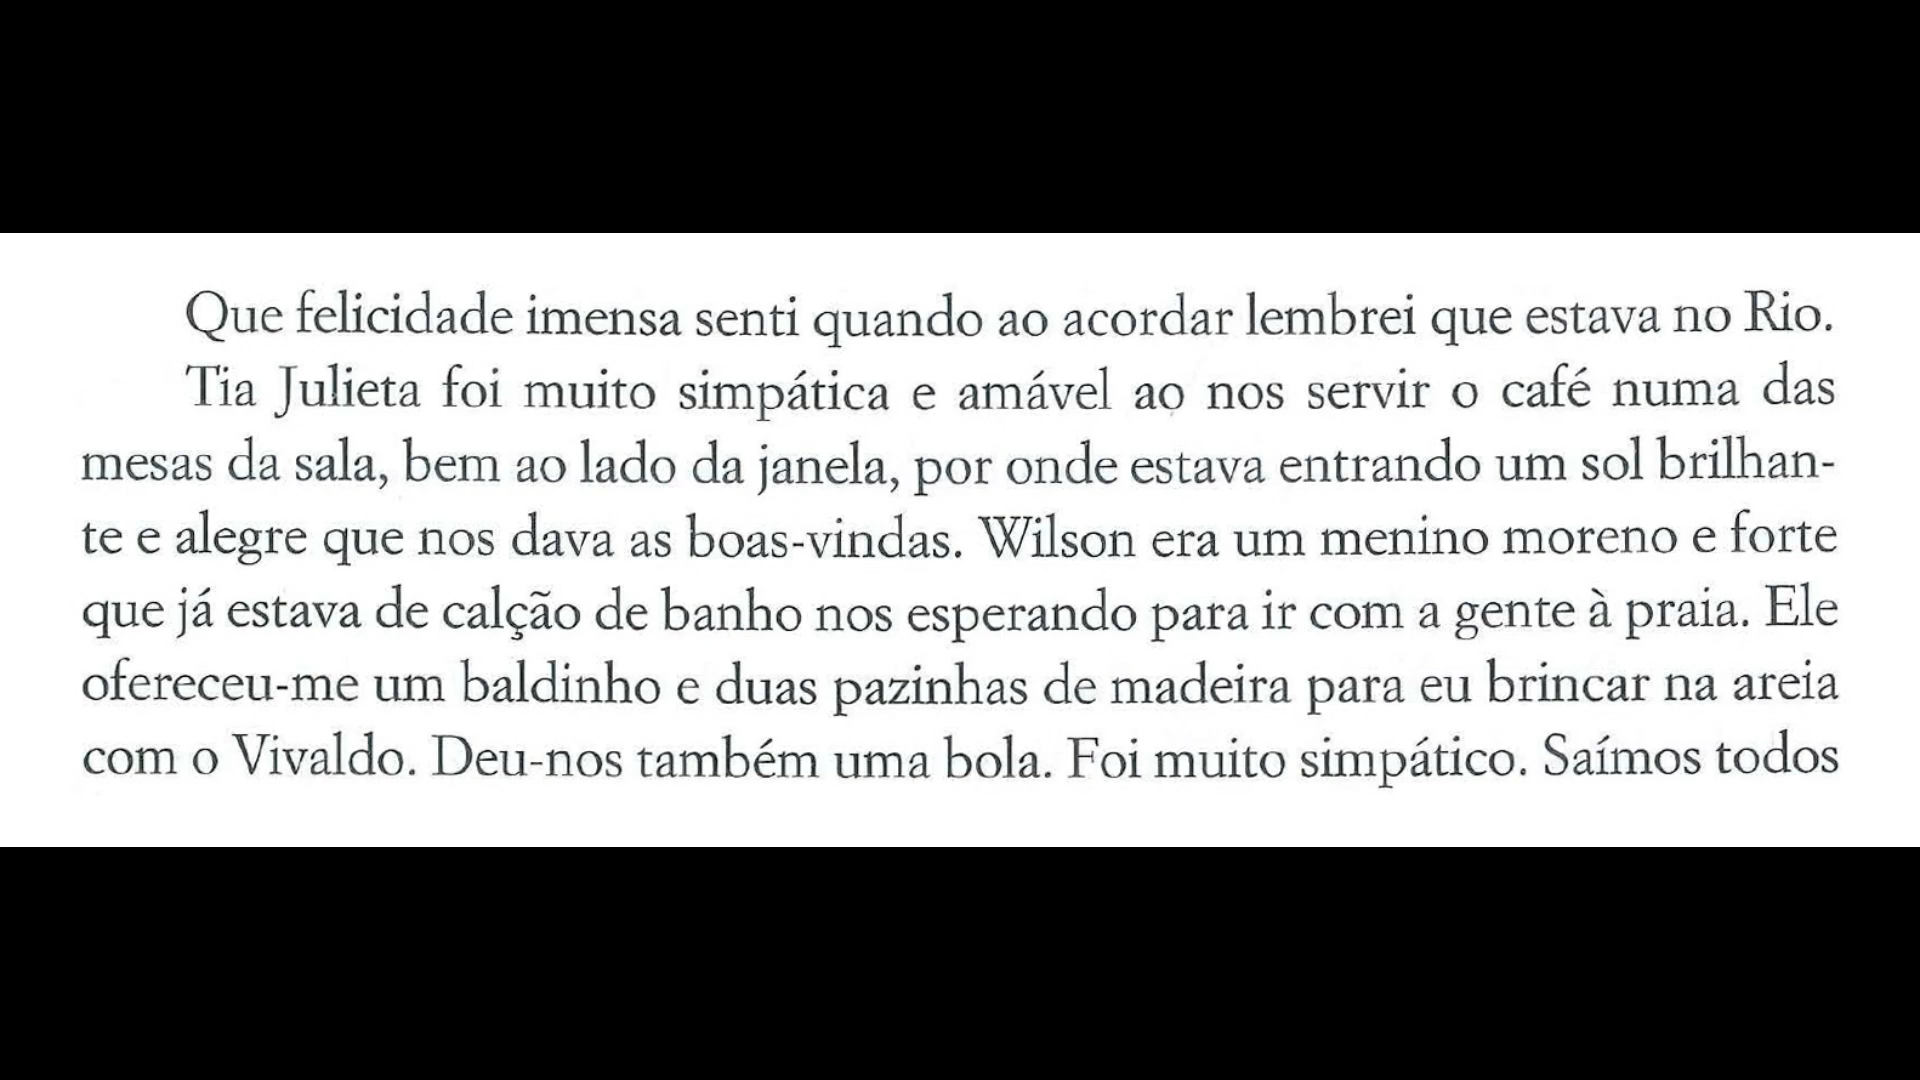 Que felicidade imensa senti quando ao acordar lembrei que estava no Rio.
Tia Julieta foi muito simpática e amável ao nos servir o café numa das
mesas da sala, bem ao lado da janela, por onde estava entrando um sol brilhan-
te e alegre que nos dava as boas-vindas. Wilson era um menino moreno e forte
que já estava de calção de banho nos esperando para ir com a gente à praia. Ele
ofereceu-me um baldinho e duas pazinhas de madeira para eu brincar na areia
com o Vivaldo. Deu-nos também uma bola. Foi muito simpático. Saímos todos